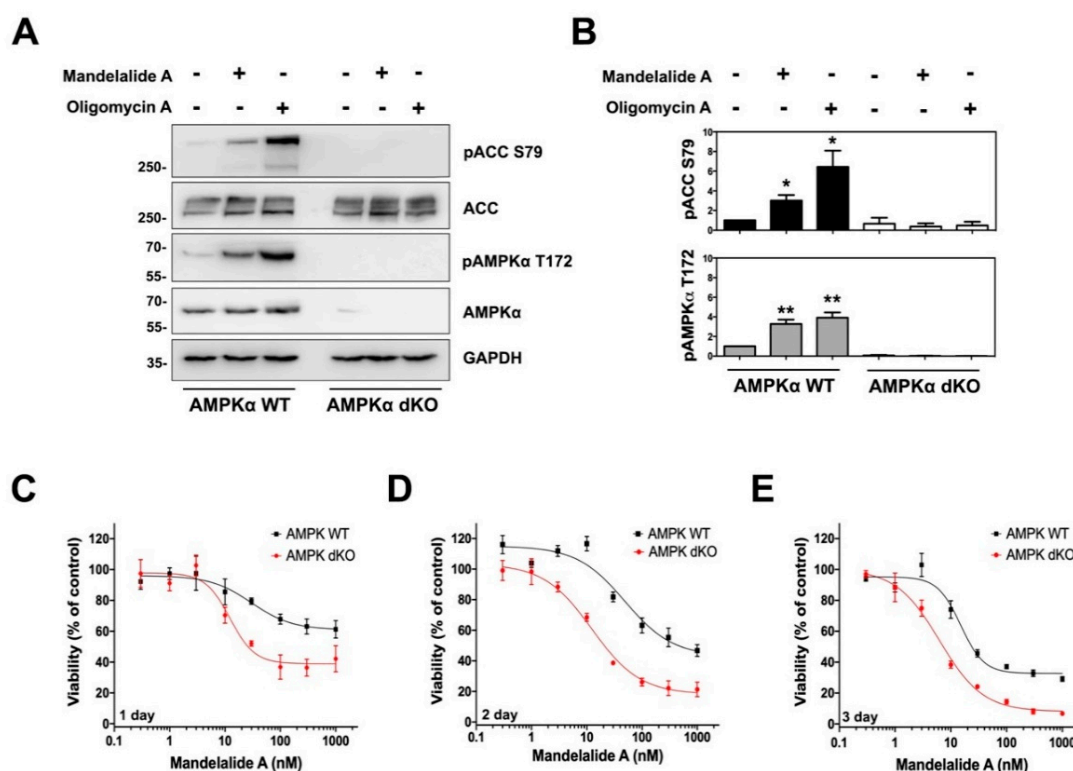 A
Mandelalide A - + - - + -
Oligomycin A - - + - - +
250-
pACC S79
250-
ACC
70-
55-
pAMPKα T172
70-
55-
AMPKα
35-
GAPDH
AMPKα WT AMPKα dKO
B
Mandelalide A - + - - + -
Oligomycin A - - + - - +
pACC S79
10
8
6
4
2
0
* *
pAMPKα T172
10
8
6
4
2
0
** **
AMPKα WT AMPKα dKO
C
Viability (% of control)
120
100
80
60
40
20
0
AMPK WT
AMPK dKO
1 day
0.1 1 10 100 1000
Mandelalide A (nM)
D
Viability (% of control)
120
100
80
60
40
20
0
AMPK WT
AMPK dKO
2 day
0.1 1 10 100 1000
Mandelalide A (nM)
E
Viability (% of control)
120
100
80
60
40
20
0
AMPK WT
AMPK dKO
3 day
0.1 1 10 100 1000
Mandelalide A (nM)